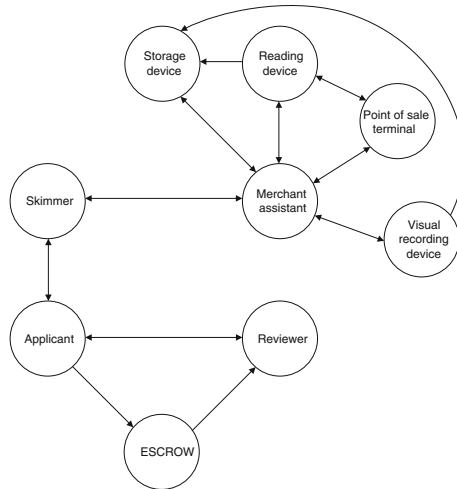 Storage
device
Reading
device
Point of sale
terminal
Skimmer
Merchant
assistant
Visual
recording
device
Applicant
Reviewer
ESCROW